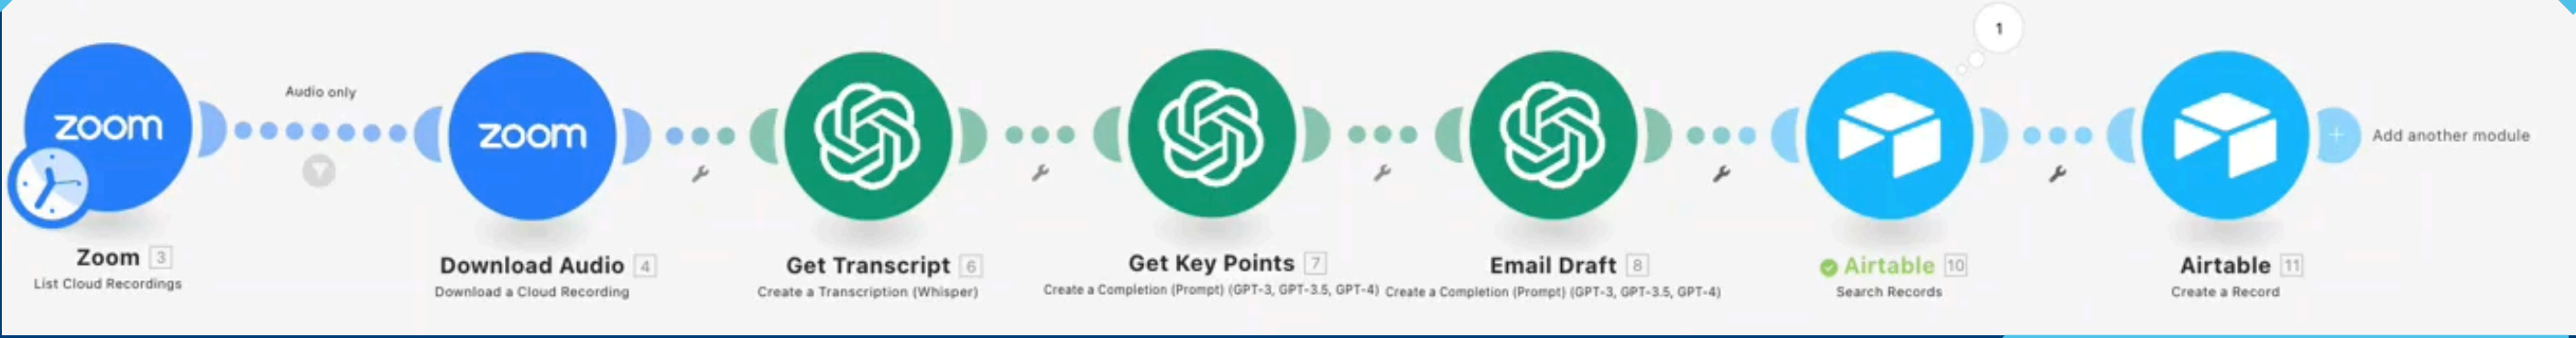 1
Audio only
zoom
zoom
Add another module
Zoom 3
List Cloud Recordings
Download Audio 4
Download a Cloud Recording
Get Transcript 6
Create a Transcription (Whisper)
Get Key Points 7
Create a Completion (Prompt) (GPT-3, GPT-3.5, GPT-4)
Email Draft 8
Create a Completion (Prompt) (GPT-3, GPT-3.5, GPT-4)
Airtable 10
Search Records
Airtable 11
Create a Record